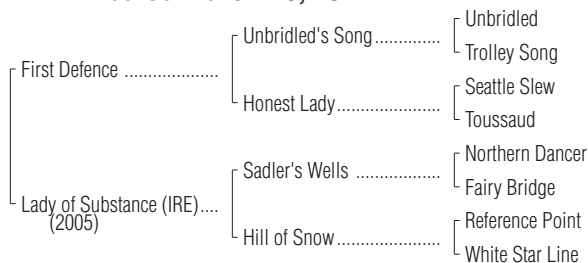 Unbridled
Unbridled's Song..............
Trolley Song
First Defence ....................
Seattle Slew
Honest Lady......................
Toussaud
Northern Dancer
Sadler's Wells ..................
Fairy Bridge
Lady of Substance (IRE)....
(2005)
Reference Point
Hill of Snow......................
White Star Line